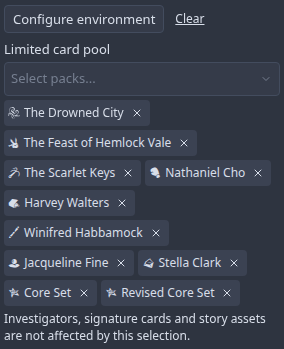 Configure environment Clear
Limited card pool
Select packs...
The Drowned City ×
The Feast of Hemlock Vale ×
The Scarlet Keys × Nathaniel Cho ×
Harvey Walters ×
Winifred Habbamock ×
Jacqueline Fine × Stella Clark ×
Core Set × Revised Core Set ×
Investigators, signature cards and story assets
are not affected by this selection.